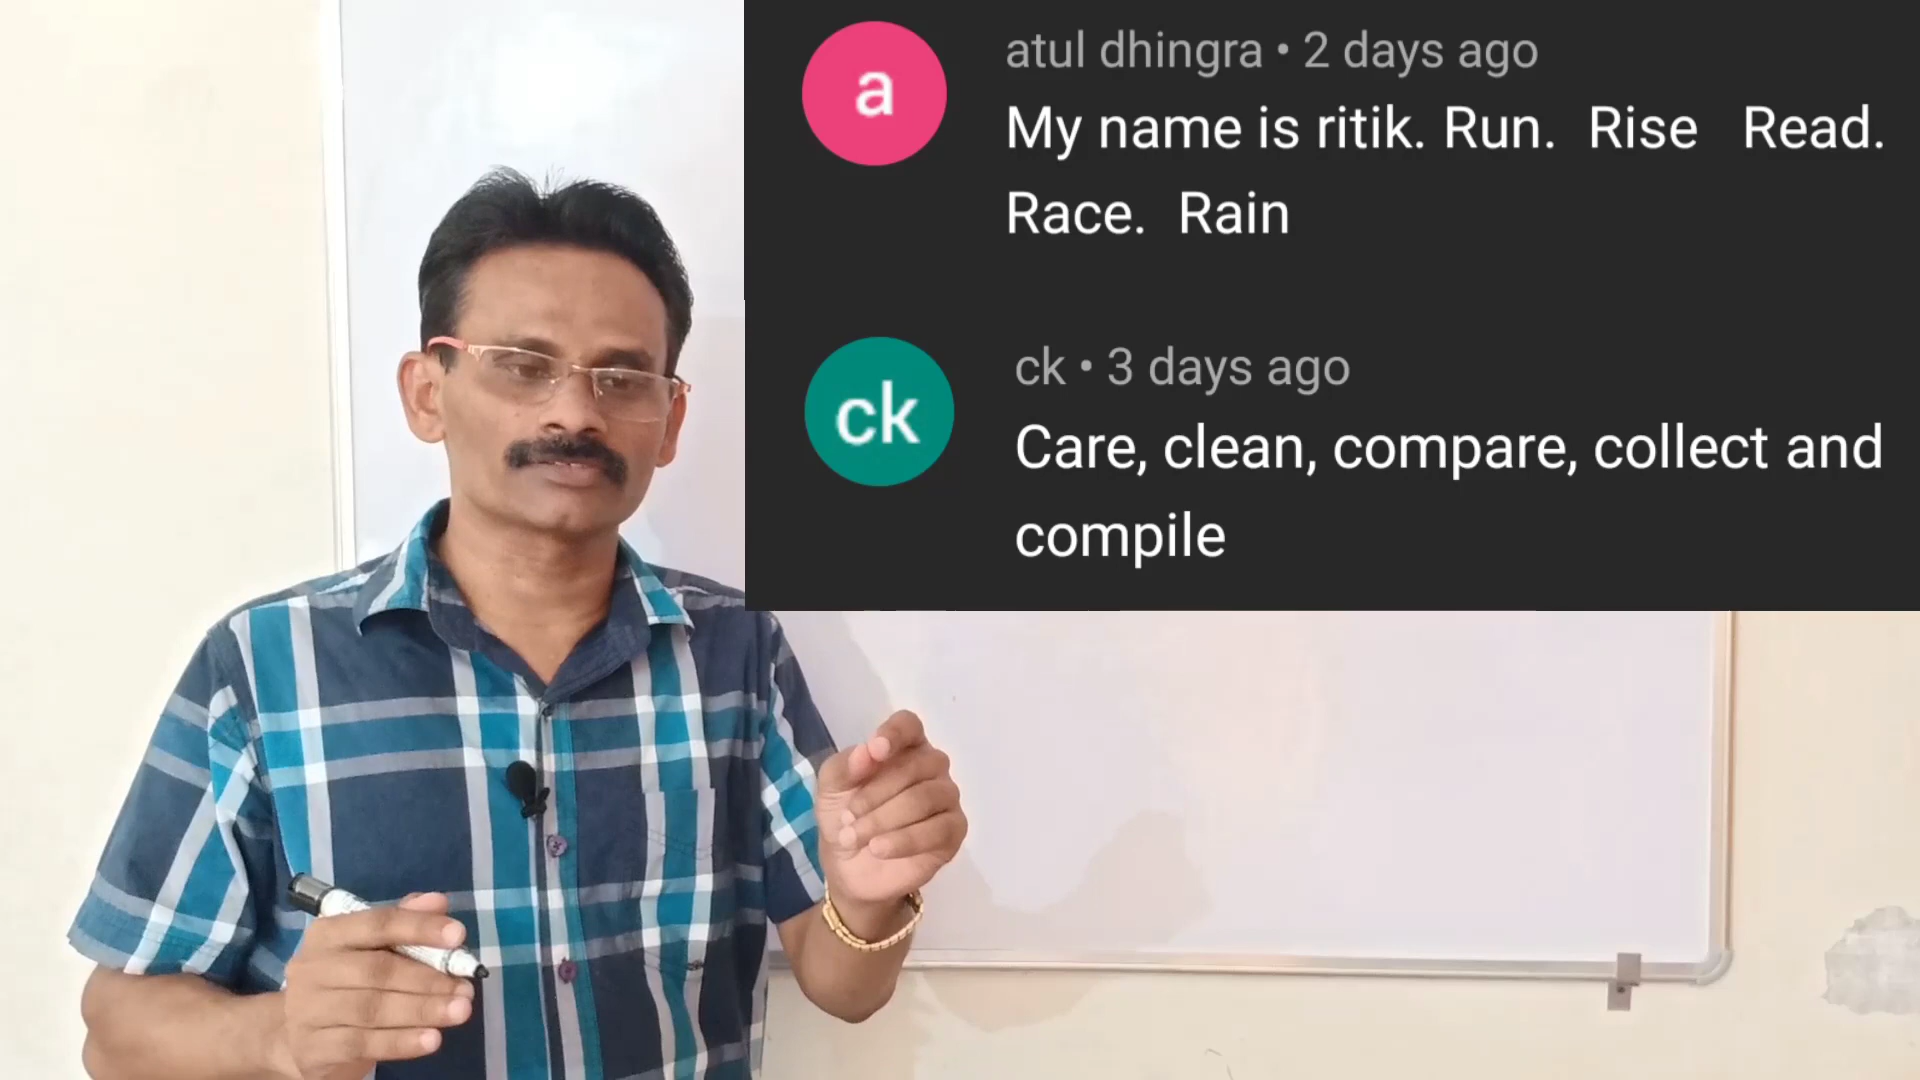 a
atul dhingra • 2 days ago
My name is ritik. Run.  Rise   Read.
Race.  Rain
ck
ck • 3 days ago
Care, clean, compare, collect and
compile